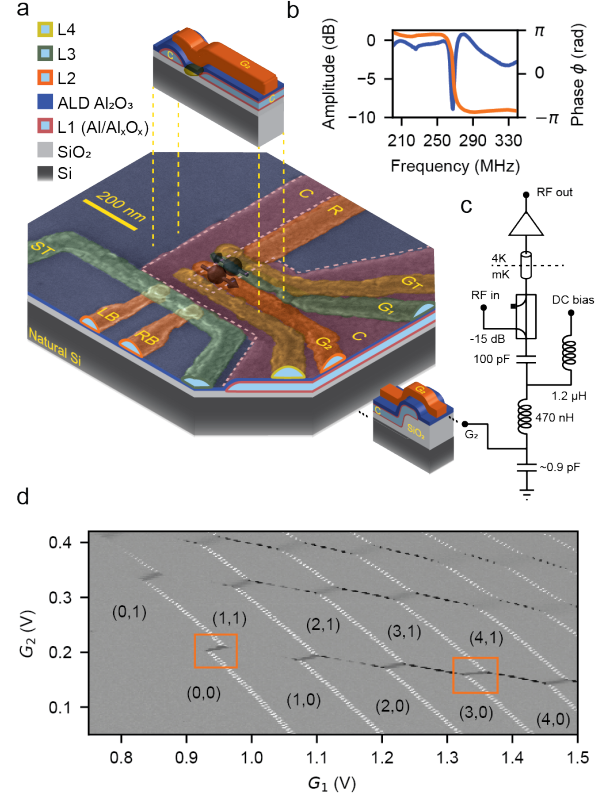 a
L4
L3
L2
ALD Al₂O₃
L1 (Al/AlₓOₓ)
SiO₂
Si
C
G₂
C
200 nm
ST
LB
RB
C
R
GT
G₁
G₂
C
Natural Si
C
SiO₂
b
Amplitude (dB)
0
−5
−10
210
270
330
Frequency (MHz)
π
0
−π
Phase ϕ (rad)
c
RF out
4K
mK
RF in
DC bias
-15 dB
100 pF
1.2 μH
470 nH
G₂
~0.9 pF
d
G₂ (V)
0.4
0.3
0.2
0.1
(0,1)
(1,1)
(2,1)
(3,1)
(4,1)
(0,0)
(1,0)
(2,0)
(3,0)
(4,0)
0.8
0.9
1.0
1.1
1.2
1.3
1.4
1.5
G₁ (V)